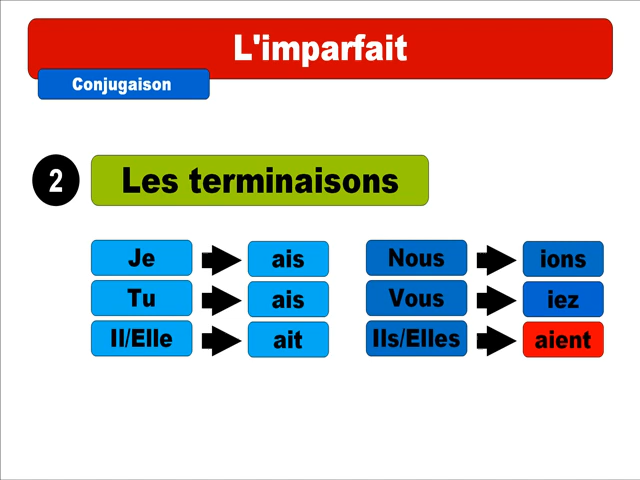 L'imparfait
Conjugaison
2 Les terminaisons
Je ais Nous ions
Tu ais Vous iez
Il/Elle ait Ils/Elles aient